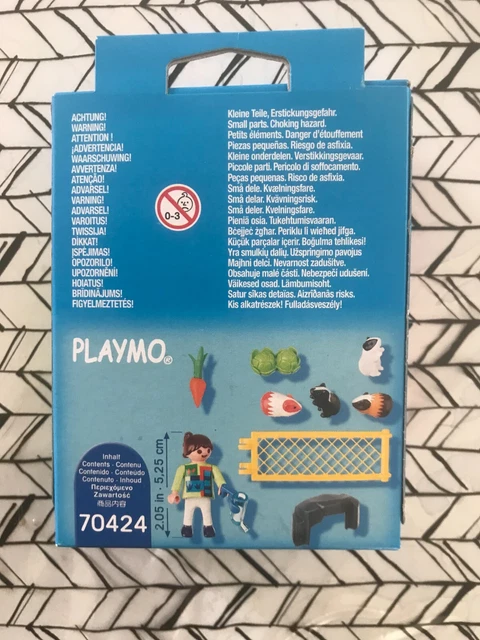 ACHTUNG! Kleine Teile, Erstickungsgefahr.
WARNING! Small parts. Choking hazard.
ATTENTION ! Petits éléments. Danger d'étouffement
¡ADVERTENCIA! Piezas pequeñas. Riesgo de asfixia.
WAARSCHUWING! Kleine onderdelen. Verstikkingsgevaar.
AVVERTENZA! Piccole parti. Pericolo di soffocamento.
ATENÇÃO! Peças pequenas. Risco de asfixia.
ADVARSEL! Små dele. Kvælningsfare.
VARNING! Små delar. Kvävningsrisk.
ADVARSEL! Små deler. Kvelningsfare.
VAROITUS! Pieniä osia. Tukehtumisvaaran.
TWISSIJA! Bċejjeċ żgħar. Periklu li wieħed jifga.
DİKKAT! Küçük parçalar içerir. Boğulma tehlikesi!
ĮSPĖJIMAS! Yra smulkių dalių. Užspringimo pavojus
OPOZORILO! Majhni delci. Nevarnost zadušitve.
UPOZORNĚNÍ! Obsahuje malé části. Nebezpečí udušení.
HOIATUS! Väikesed osad. Lämbumisoht.
BRĪDINĀJUMS! Satur sīkas detaļas. Aizrīšanās risks.
FIGYELMEZTETÉS! Kis alkatrészek! Fulladásveszély!
0-3
PLAYMO®
Inhalt
Contents - Contenu
Contenido - Conteúdo
Contenuto - Inhoud
Περιεχόμενο
Zawartość
商品内容
70424
2.05 in - 5,25 cm